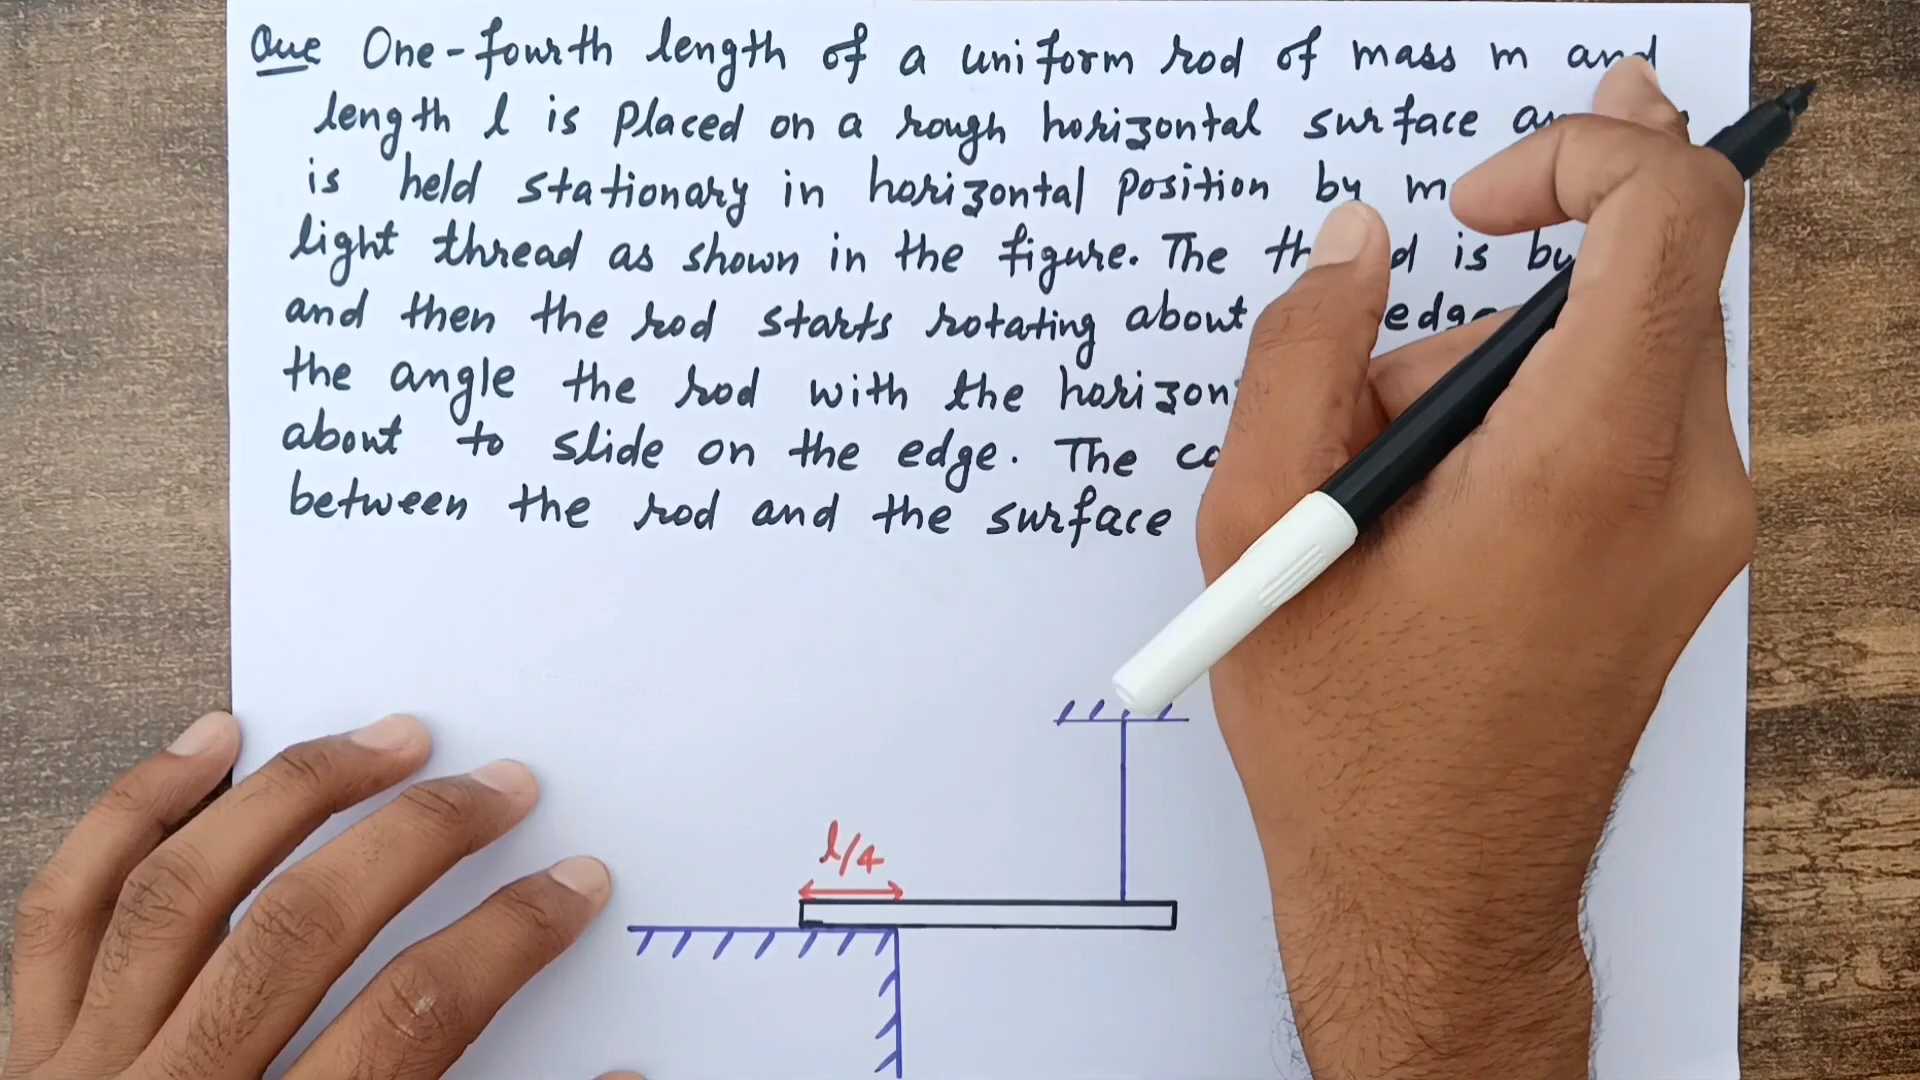 Que One-fourth length of a uniform rod of mass m and
length l is placed on a rough horizontal surface
is held stationary in horizontal position by
light thread as shown in the figure. The is
and then the rod starts rotating about edge
the angle the rod with the
about to slide on the edge. The
between the rod and the surface
l/4